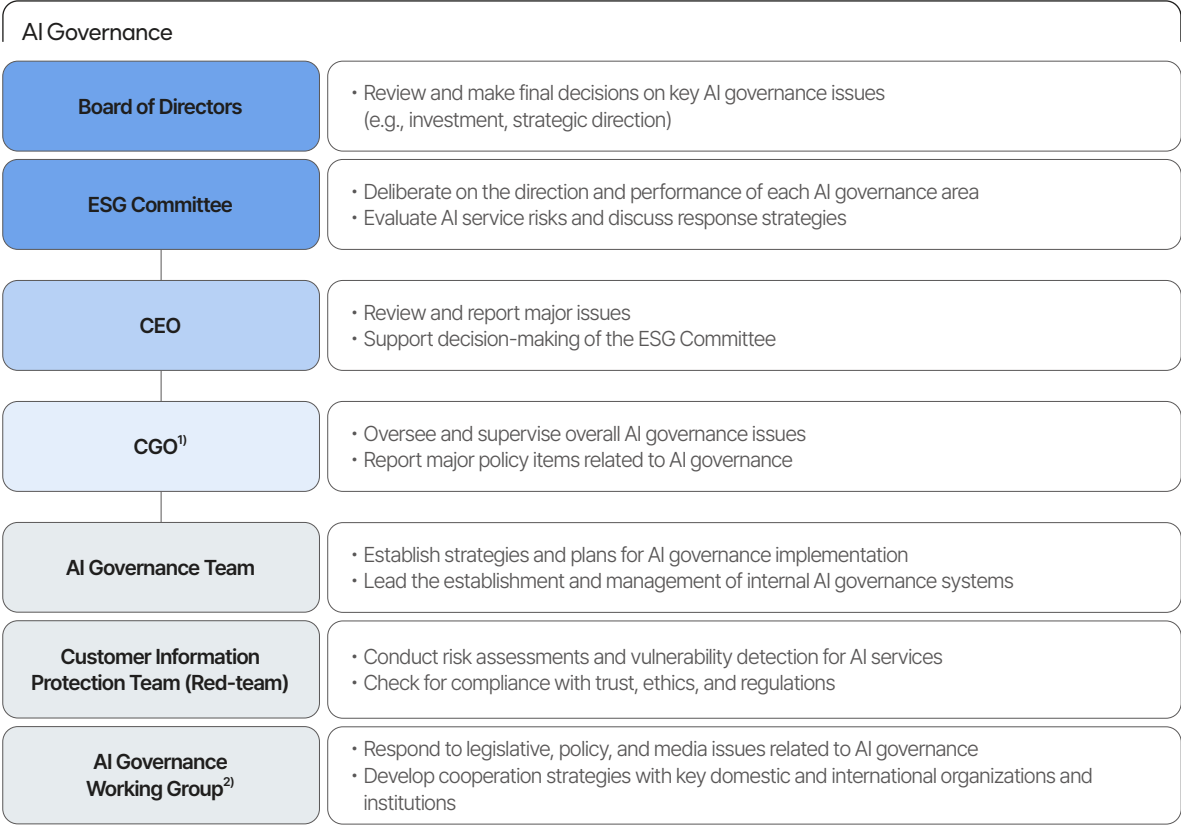 AI Governance
Board of Directors
・Review and make final decisions on key AI governance issues
(e.g., investment, strategic direction)
ESG Committee
・Deliberate on the direction and performance of each AI governance area
・Evaluate AI service risks and discuss response strategies
CEO
・Review and report major issues
・Support decision-making of the ESG Committee
CGO1)
・Oversee and supervise overall AI governance issues
・Report major policy items related to AI governance
AI Governance Team
・Establish strategies and plans for AI governance implementation
・Lead the establishment and management of internal AI governance systems
Customer Information
Protection Team (Red-team)
・Conduct risk assessments and vulnerability detection for AI services
・Check for compliance with trust, ethics, and regulations
AI Governance
Working Group2)
・Respond to legislative, policy, and media issues related to AI governance
・Develop cooperation strategies with key domestic and international organizations and
institutions